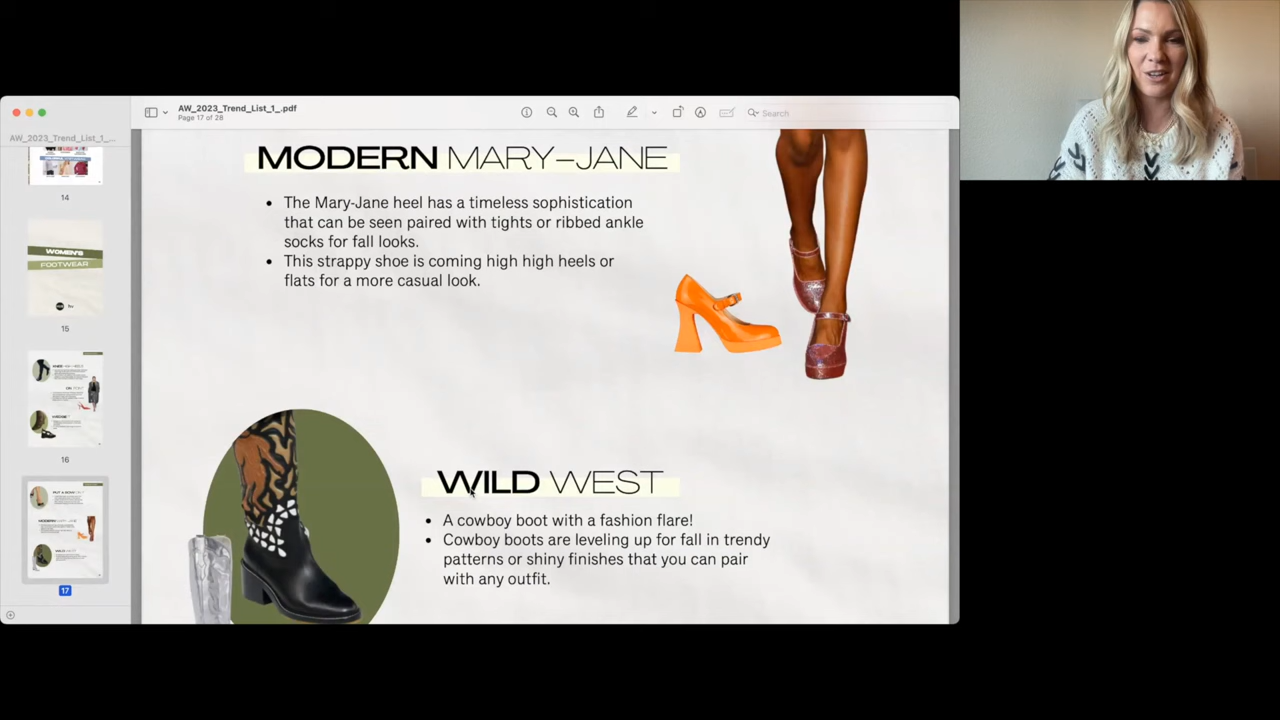 AW_2023_Trend_List_1_.pdf
Page 17 of 28
Search
AW_2023_Trend_List_1_...
14
WOMEN'S
FOOTWEAR
15
16
17
MODERN MARY-JANE
• The Mary-Jane heel has a timeless sophistication
that can be seen paired with tights or ribbed ankle
socks for fall looks.
• This strappy shoe is coming high high heels or
flats for a more casual look.
WILD WEST
• A cowboy boot with a fashion flare!
• Cowboy boots are leveling up for fall in trendy
patterns or shiny finishes that you can pair
with any outfit.